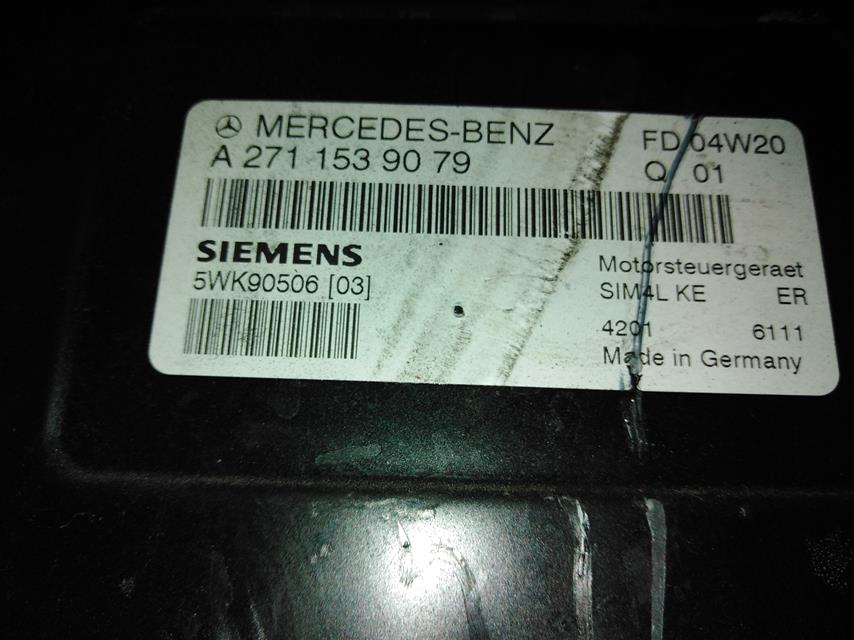 MERCEDES-BENZ FD 04W20
A 271 153 90 79 Q 01
SIEMENS
5WK90506 [03]
Motorsteuergeraet
SIM4L KE ER
4201 6111
Made in Germany